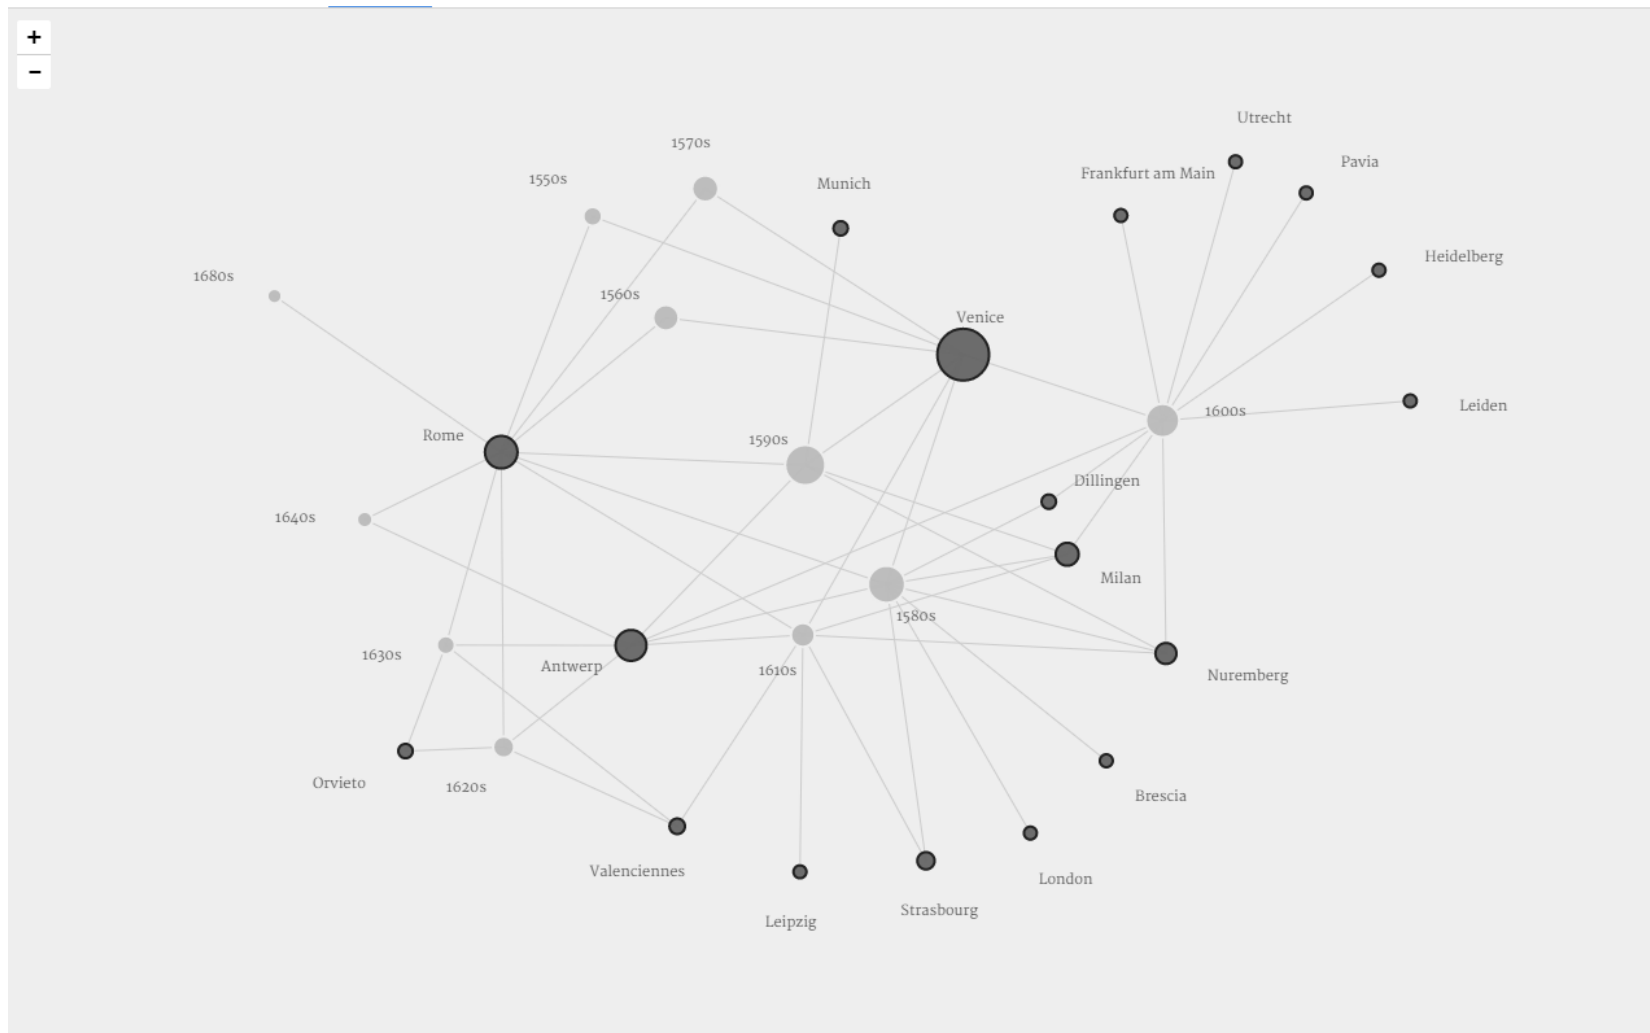 +
−
Utrecht
1570s
Pavia
Frankfurt am Main
1550s
Munich
Heidelberg
1680s
1560s
Venice
Leiden
1600s
Rome
1590s
Dillingen
1640s
Milan
1580s
1630s
Antwerp
1610s
Nuremberg
Orvieto
1620s
Brescia
Valenciennes
London
Strasbourg
Leipzig